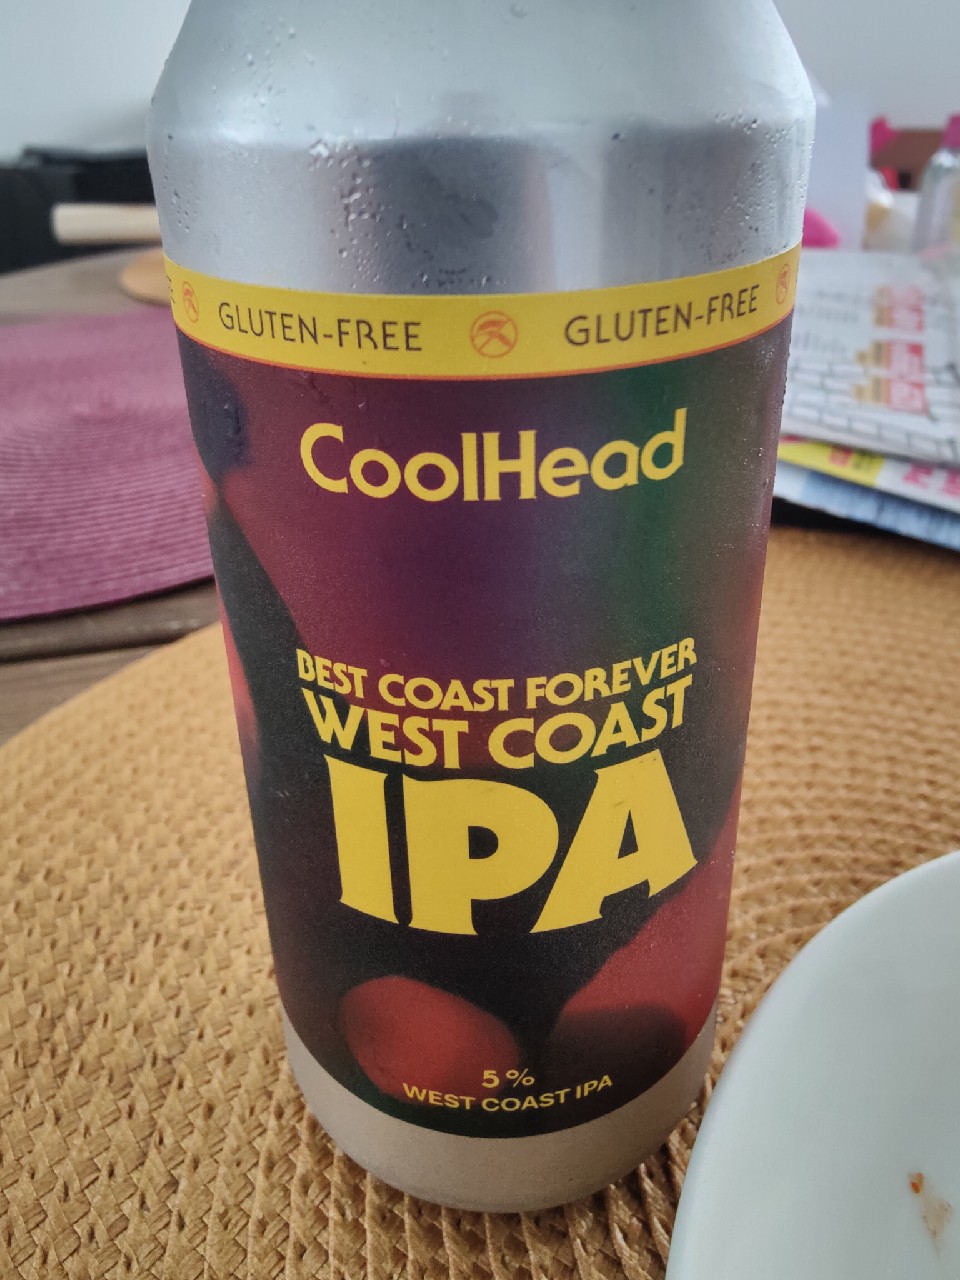 GLUTEN-FREE GLUTEN-FREE
CoolHead
BEST COAST FOREVER
WEST COAST
IPA
5%
WEST COAST IPA